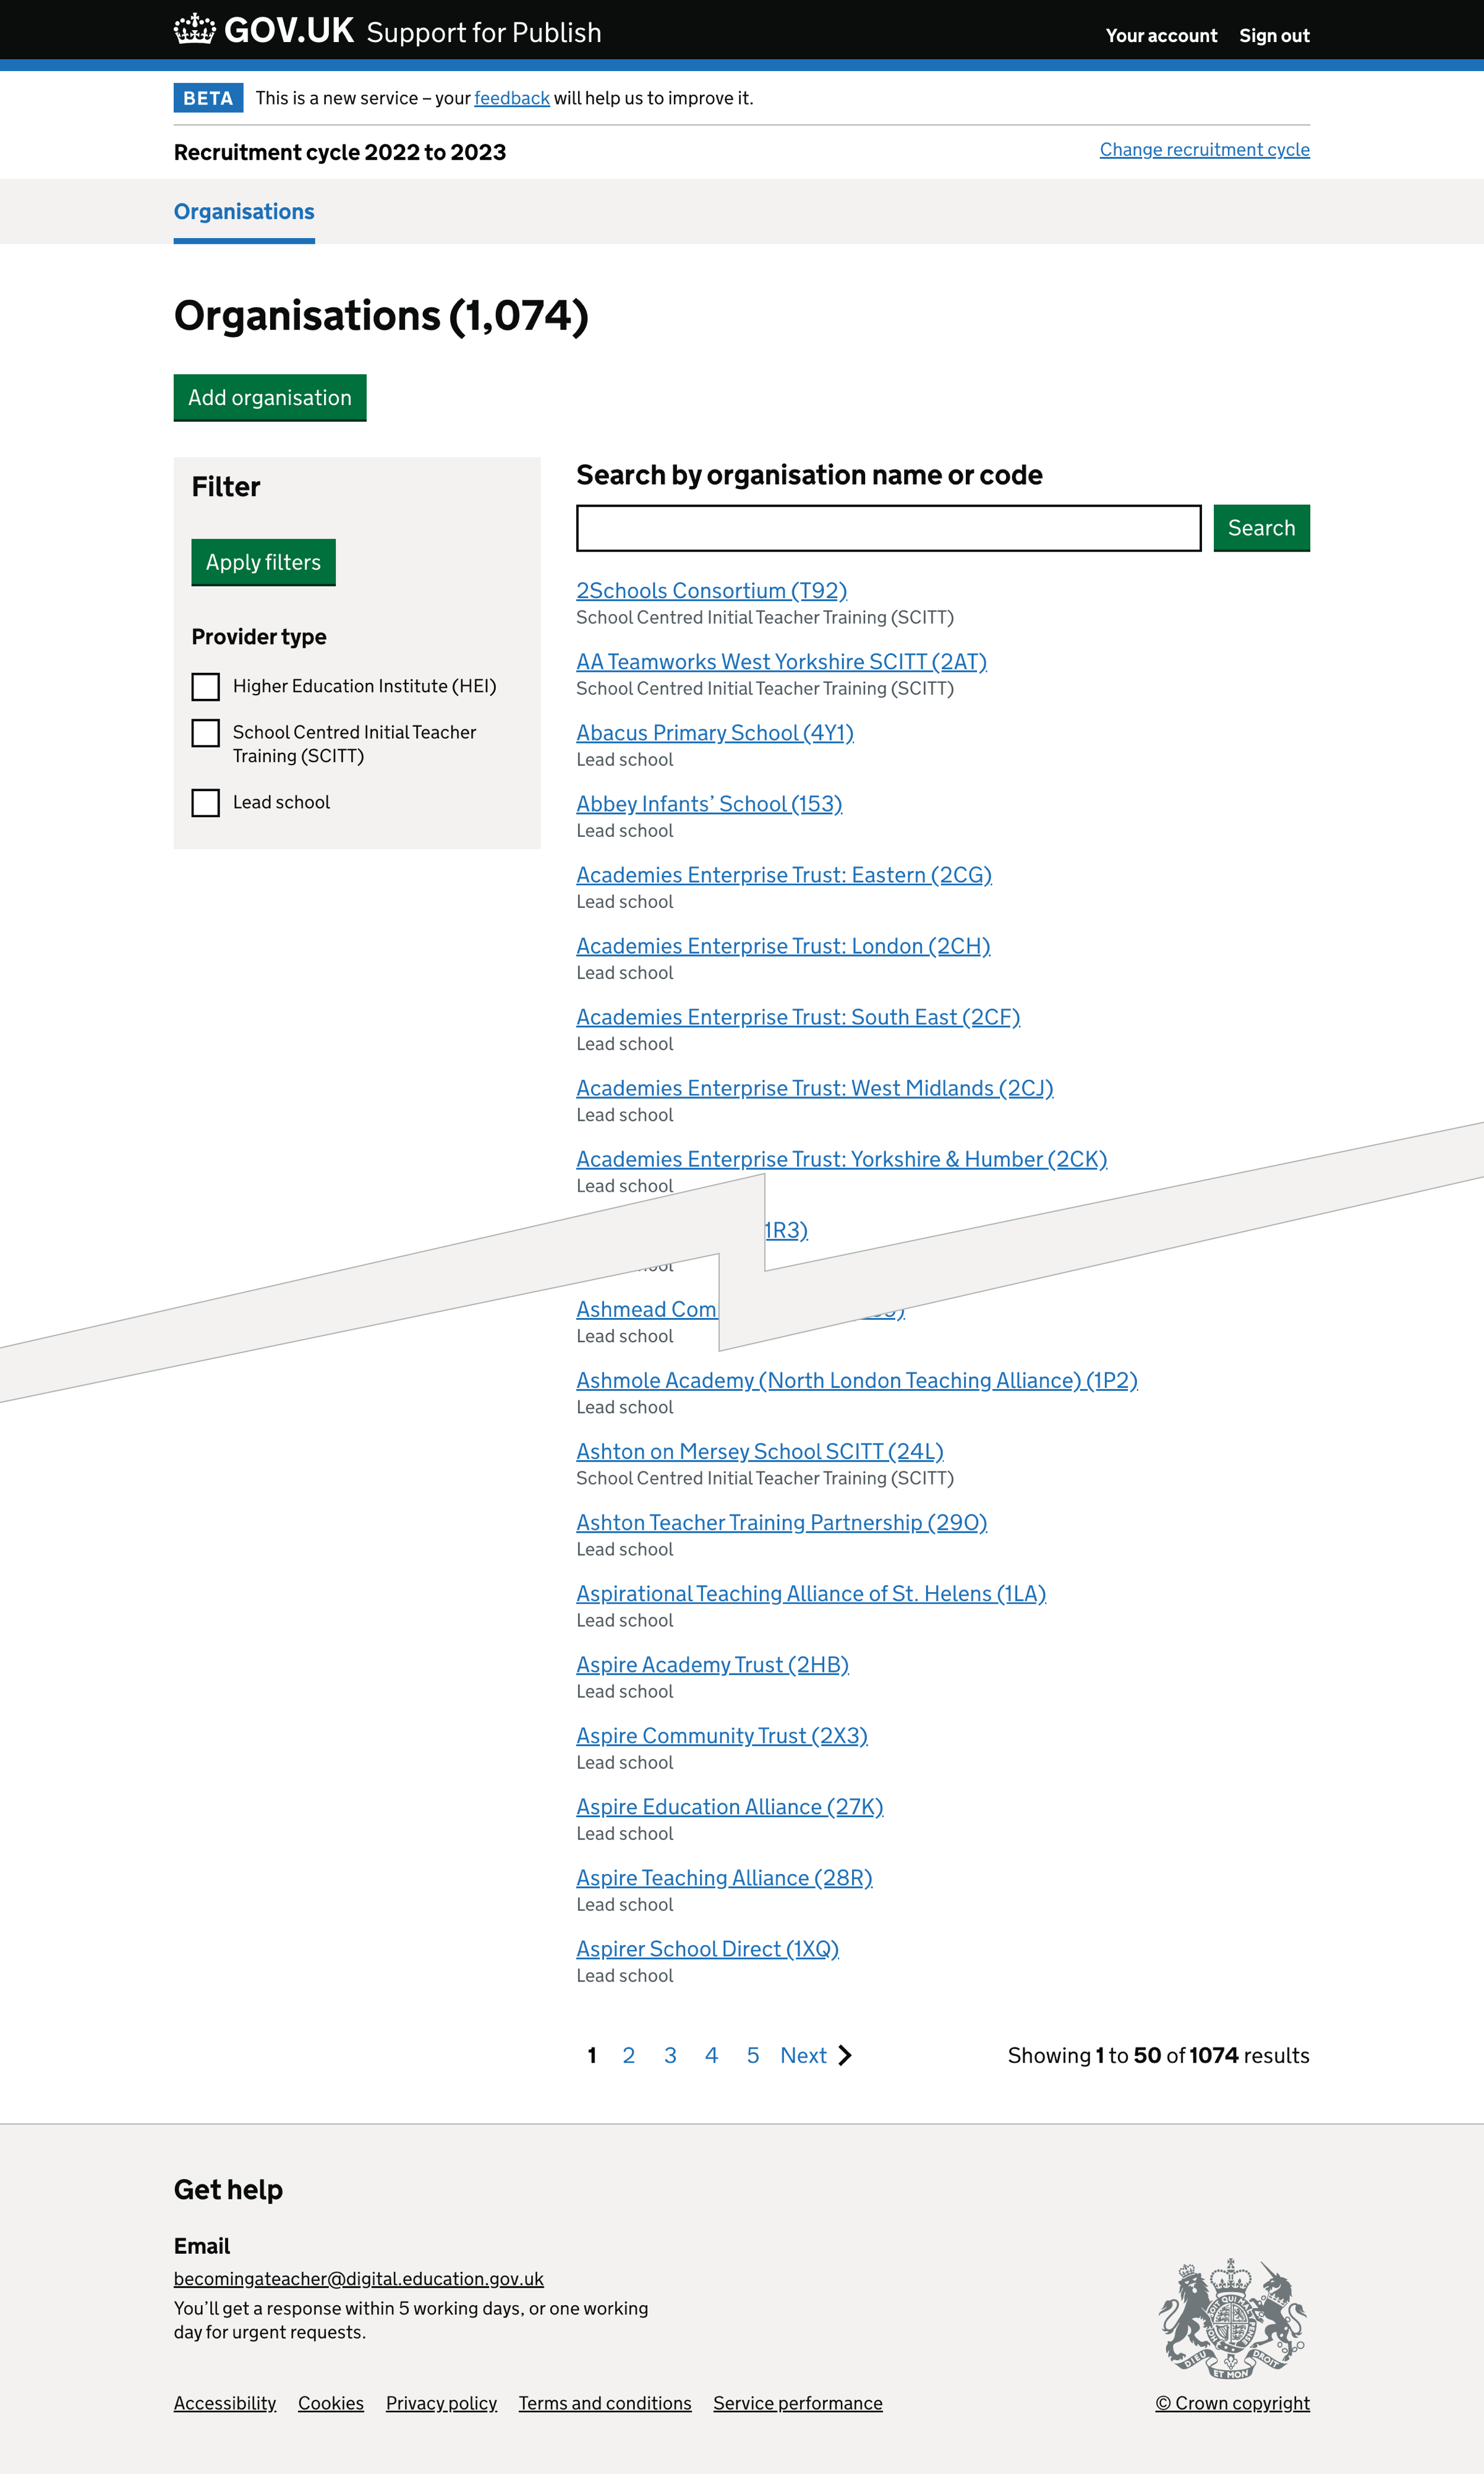 GOV.UK Support for Publish
Your account Sign out
BETA This is a new service – your feedback will help us to improve it.
Recruitment cycle 2022 to 2023
Change recruitment cycle
Organisations
Organisations (1,074)
Add organisation
Filter
Apply filters
Provider type
Higher Education Institute (HEI)
School Centred Initial Teacher
Training (SCITT)
Lead school
Search by organisation name or code
Search
2Schools Consortium (T92)
School Centred Initial Teacher Training (SCITT)
AA Teamworks West Yorkshire SCITT (2AT)
School Centred Initial Teacher Training (SCITT)
Abacus Primary School (4Y1)
Lead school
Abbey Infants’ School (153)
Lead school
Academies Enterprise Trust: Eastern (2CG)
Lead school
Academies Enterprise Trust: London (2CH)
Lead school
Academies Enterprise Trust: South East (2CF)
Lead school
Academies Enterprise Trust: West Midlands (2CJ)
Lead school
Academies Enterprise Trust: Yorkshire & Humber (2CK)
Lead school
1R3)
Ashmead Com
Lead school
Ashmole Academy (North London Teaching Alliance) (1P2)
Lead school
Ashton on Mersey School SCITT (24L)
School Centred Initial Teacher Training (SCITT)
Ashton Teacher Training Partnership (29O)
Lead school
Aspirational Teaching Alliance of St. Helens (1LA)
Lead school
Aspire Academy Trust (2HB)
Lead school
Aspire Community Trust (2X3)
Lead school
Aspire Education Alliance (27K)
Lead school
Aspire Teaching Alliance (28R)
Lead school
Aspirer School Direct (1XQ)
Lead school
1 2 3 4 5 Next
Showing 1 to 50 of 1074 results
Get help
Email
becomingateacher@digital.education.gov.uk
You’ll get a response within 5 working days, or one working
day for urgent requests.
DIEU ET MON DROIT
Accessibility Cookies Privacy policy Terms and conditions Service performance
© Crown copyright